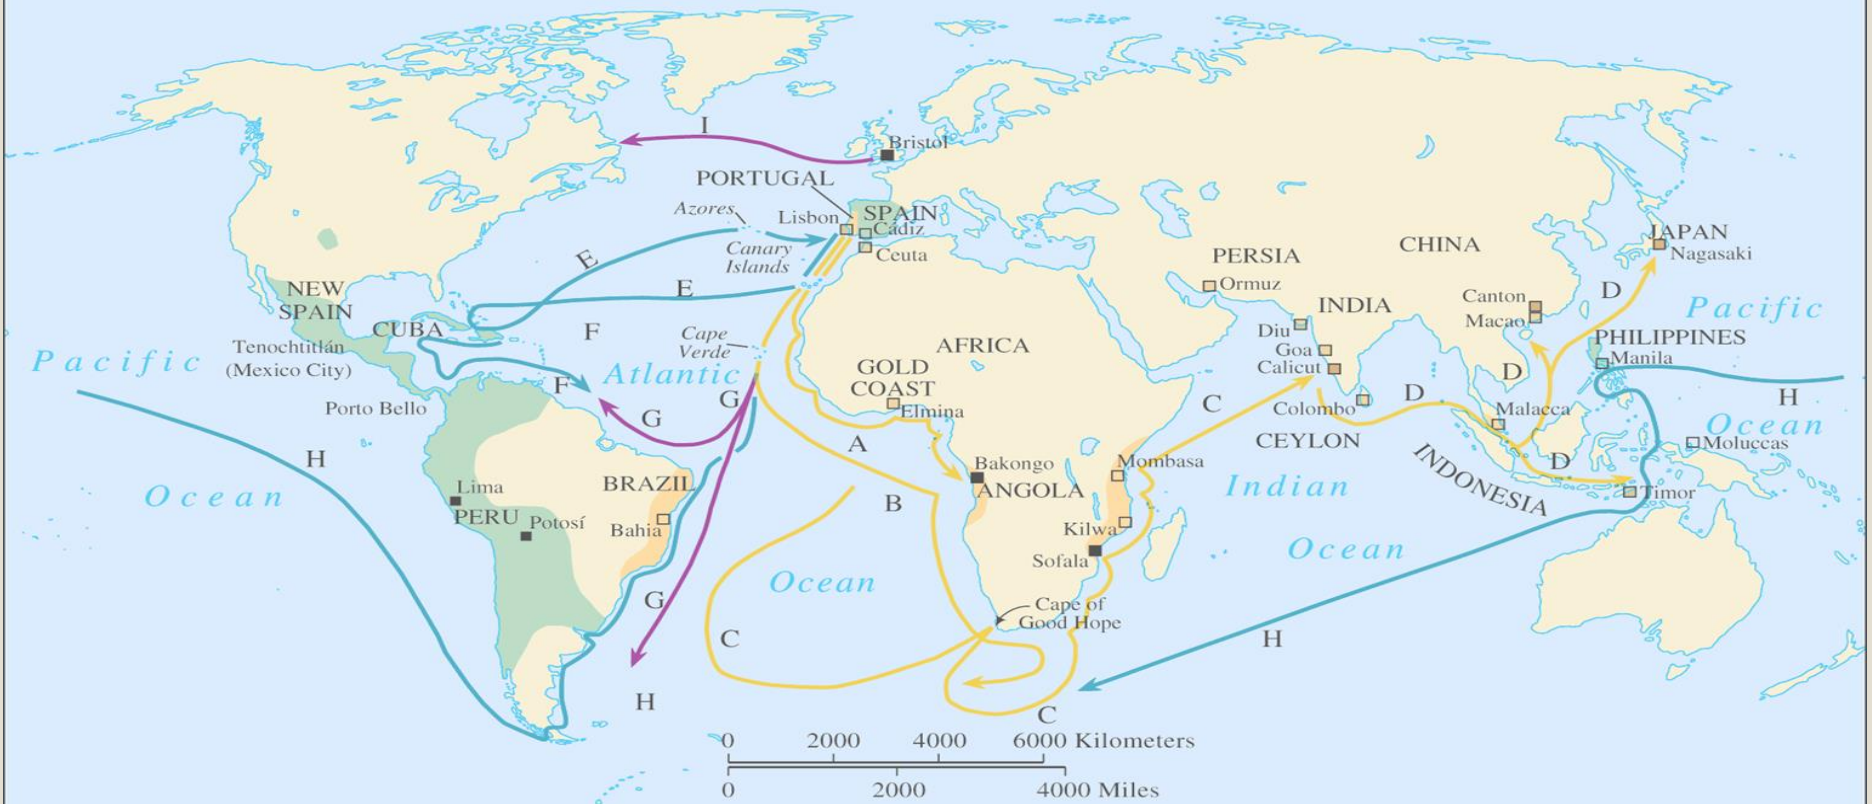 I
Bristol
PORTUGAL
Azores
Lisbon
SPAIN
Cádiz
Canary
Islands
Ceuta
E
E
JAPAN
Nagasaki
CHINA
PERSIA
Ormuz
NEW
SPAIN
CUBA
Tenochtitlán
(Mexico City)
Porto Bello
F
F
Cape
Verde
Pacific
Atlantic
AFRICA
GOLD
COAST
Elmina
INDIA
Diu
Goa
Calicut
Canton
Macao
D
Pacific
PHILIPPINES
Manila
D
H
Ocean
G
G
A
C
Colombo
CEYLON
D
Malacca
Moluccas
INDONESIA
D
Timor
H
Ocean
Lima
PERU
Potosí
BRAZIL
Bahia
Bakongo
ANGOLA
B
Mombasa
Kilwa
Sofala
Indian
Ocean
Ocean
G
C
Cape of
Good Hope
H
H
C
0 2000 4000 6000 Kilometers
0 2000 4000 Miles